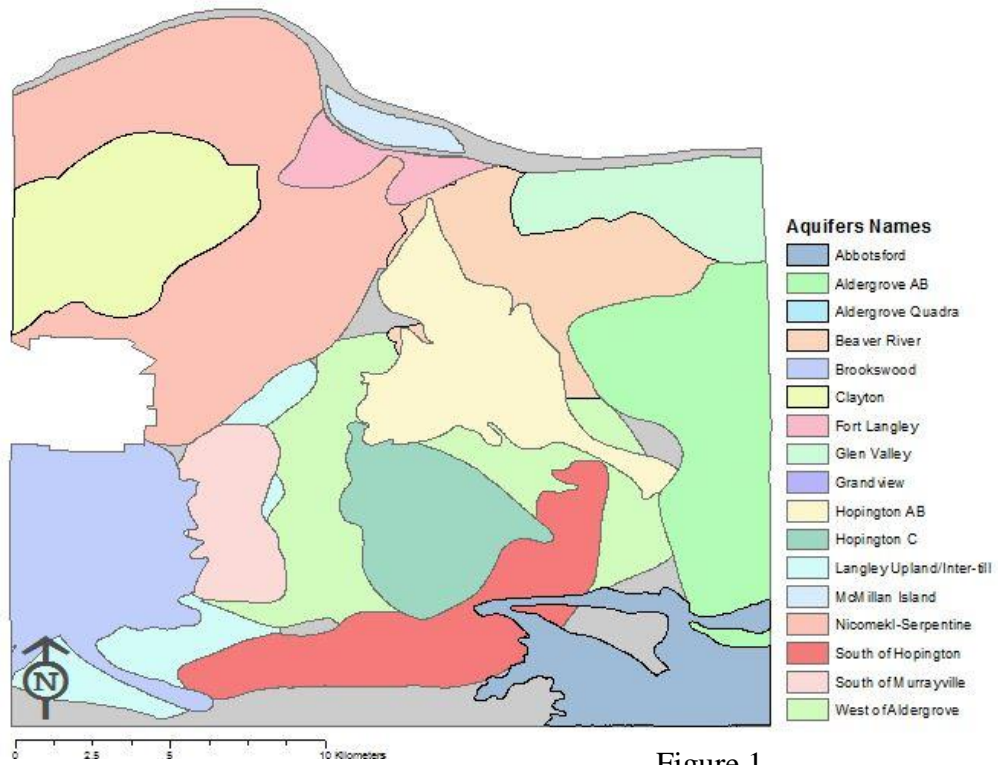 Aquifers Names
Abbotsford
Aldergrove AB
Aldergrove Quadra
Beaver River
Brookswood
Clayton
Fort Langley
Glen Valley
Grandview
Hopington AB
Hopington C
Langley Upland/Inter-till
McMillan Island
Nicomekl-Serpentine
South of Hopington
South of Murrayville
West of Aldergrove
N
0 2.5 5 10 Kilometers
Figure 1